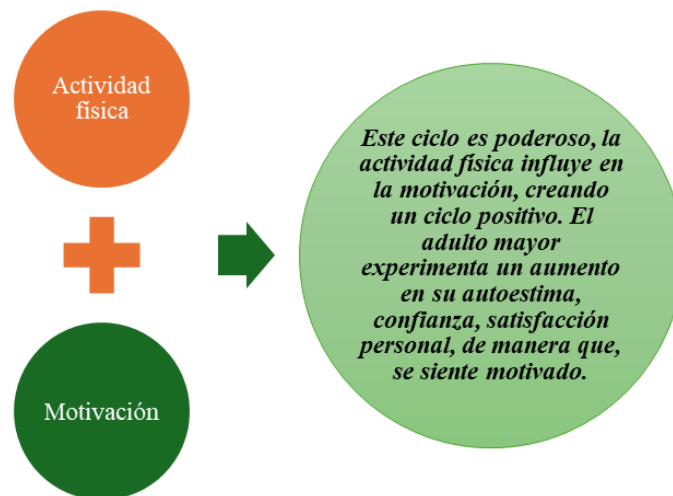 Actividad
física
Motivación
Este ciclo es poderoso, la
actividad física influye en
la motivación, creando
un ciclo positivo. El
adulto mayor
experimenta un aumento
en su autoestima,
confianza, satisfacción
personal, de manera que,
se siente motivado.